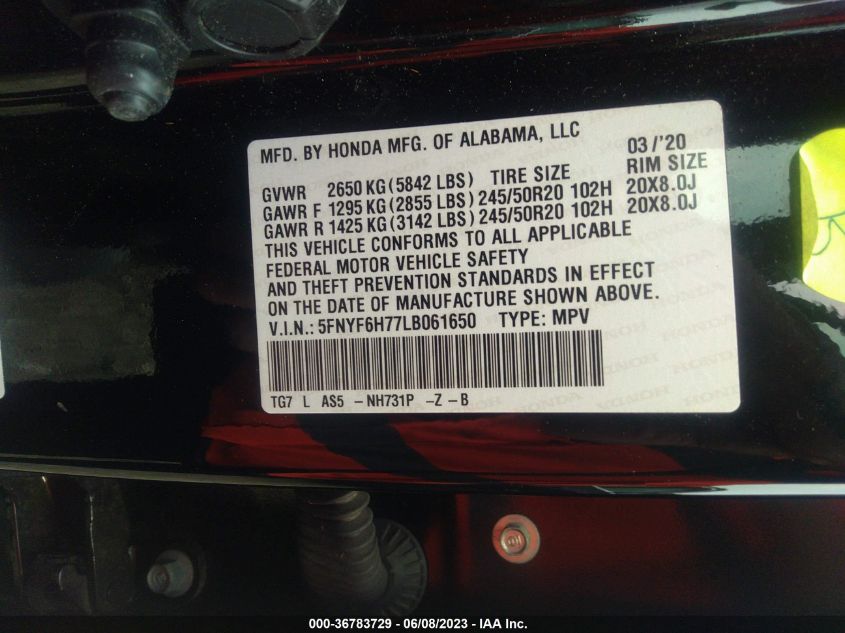 MFD. BY HONDA MFG. OF ALABAMA, LLC 03/'20
GVWR 2650 KG (5842 LBS) TIRE SIZE RIM SIZE
GAWR F 1295 KG (2855 LBS) 245/50R20 102H 20X8.0J
GAWR R 1425 KG (3142 LBS) 245/50R20 102H 20X8.0J
THIS VEHICLE CONFORMS TO ALL APPLICABLE
FEDERAL MOTOR VEHICLE SAFETY
AND THEFT PREVENTION STANDARDS IN EFFECT
ON THE DATE OF MANUFACTURE SHOWN ABOVE.
V.I.N.: 5FNYF6H77LB061650 TYPE: MPV
TG7 L AS5 -NH731P -Z -B
000-36783729 - 06/08/2023 - IAA Inc.